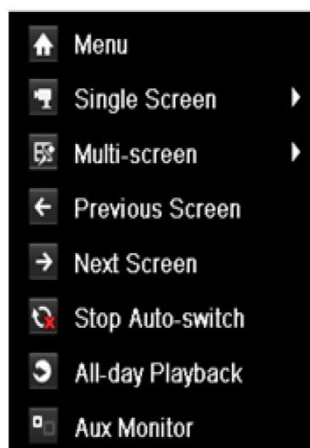 Menu
Single Screen
Multi-screen
Previous Screen
Next Screen
Stop Auto-switch
All-day Playback
Aux Monitor